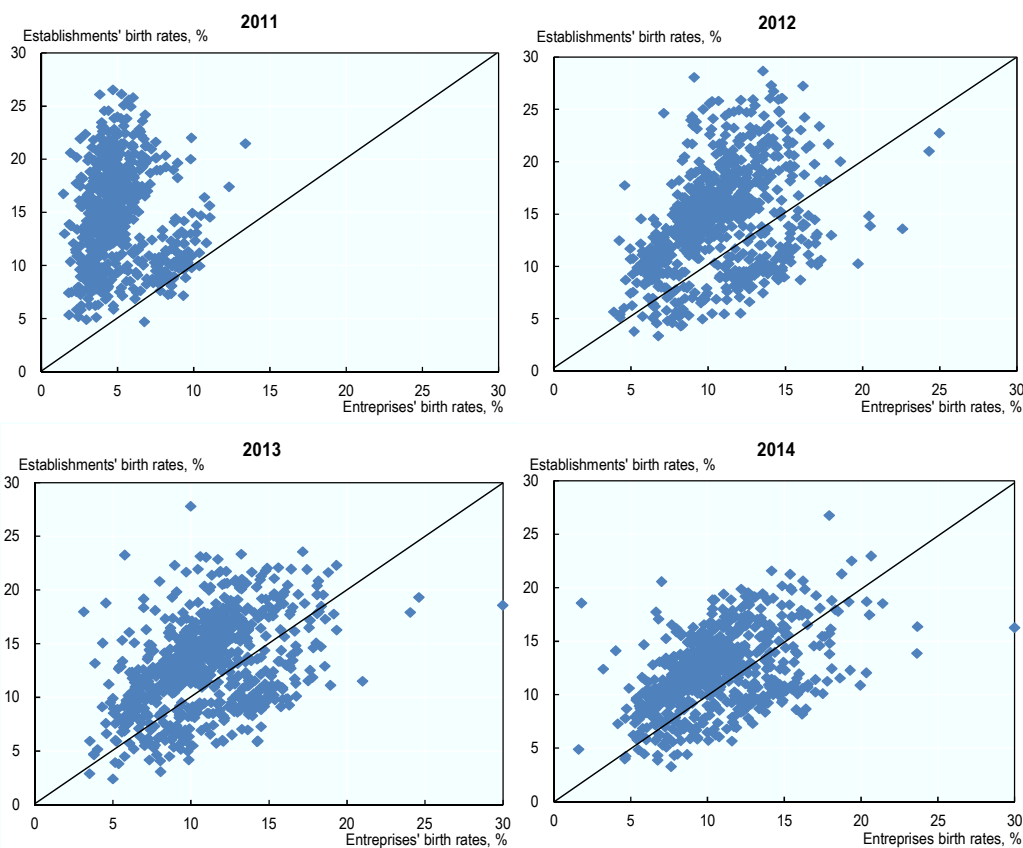 2011
Establishments' birth rates, %
30
25
20
15
10
5
0
0 5 10 15 20 25 30
Entreprises' birth rates, %
2012
Establishments' birth rates, %
30
25
20
15
10
5
0
0 5 10 15 20 25 30
Entreprises' birth rates, %
2013
Establishments' birth rates, %
30
25
20
15
10
5
0
0 5 10 15 20 25 30
Entreprises' birth rates, %
2014
Establishments' birth rates, %
30
25
20
15
10
5
0
0 5 10 15 20 25 30
Entreprises birth rates, %